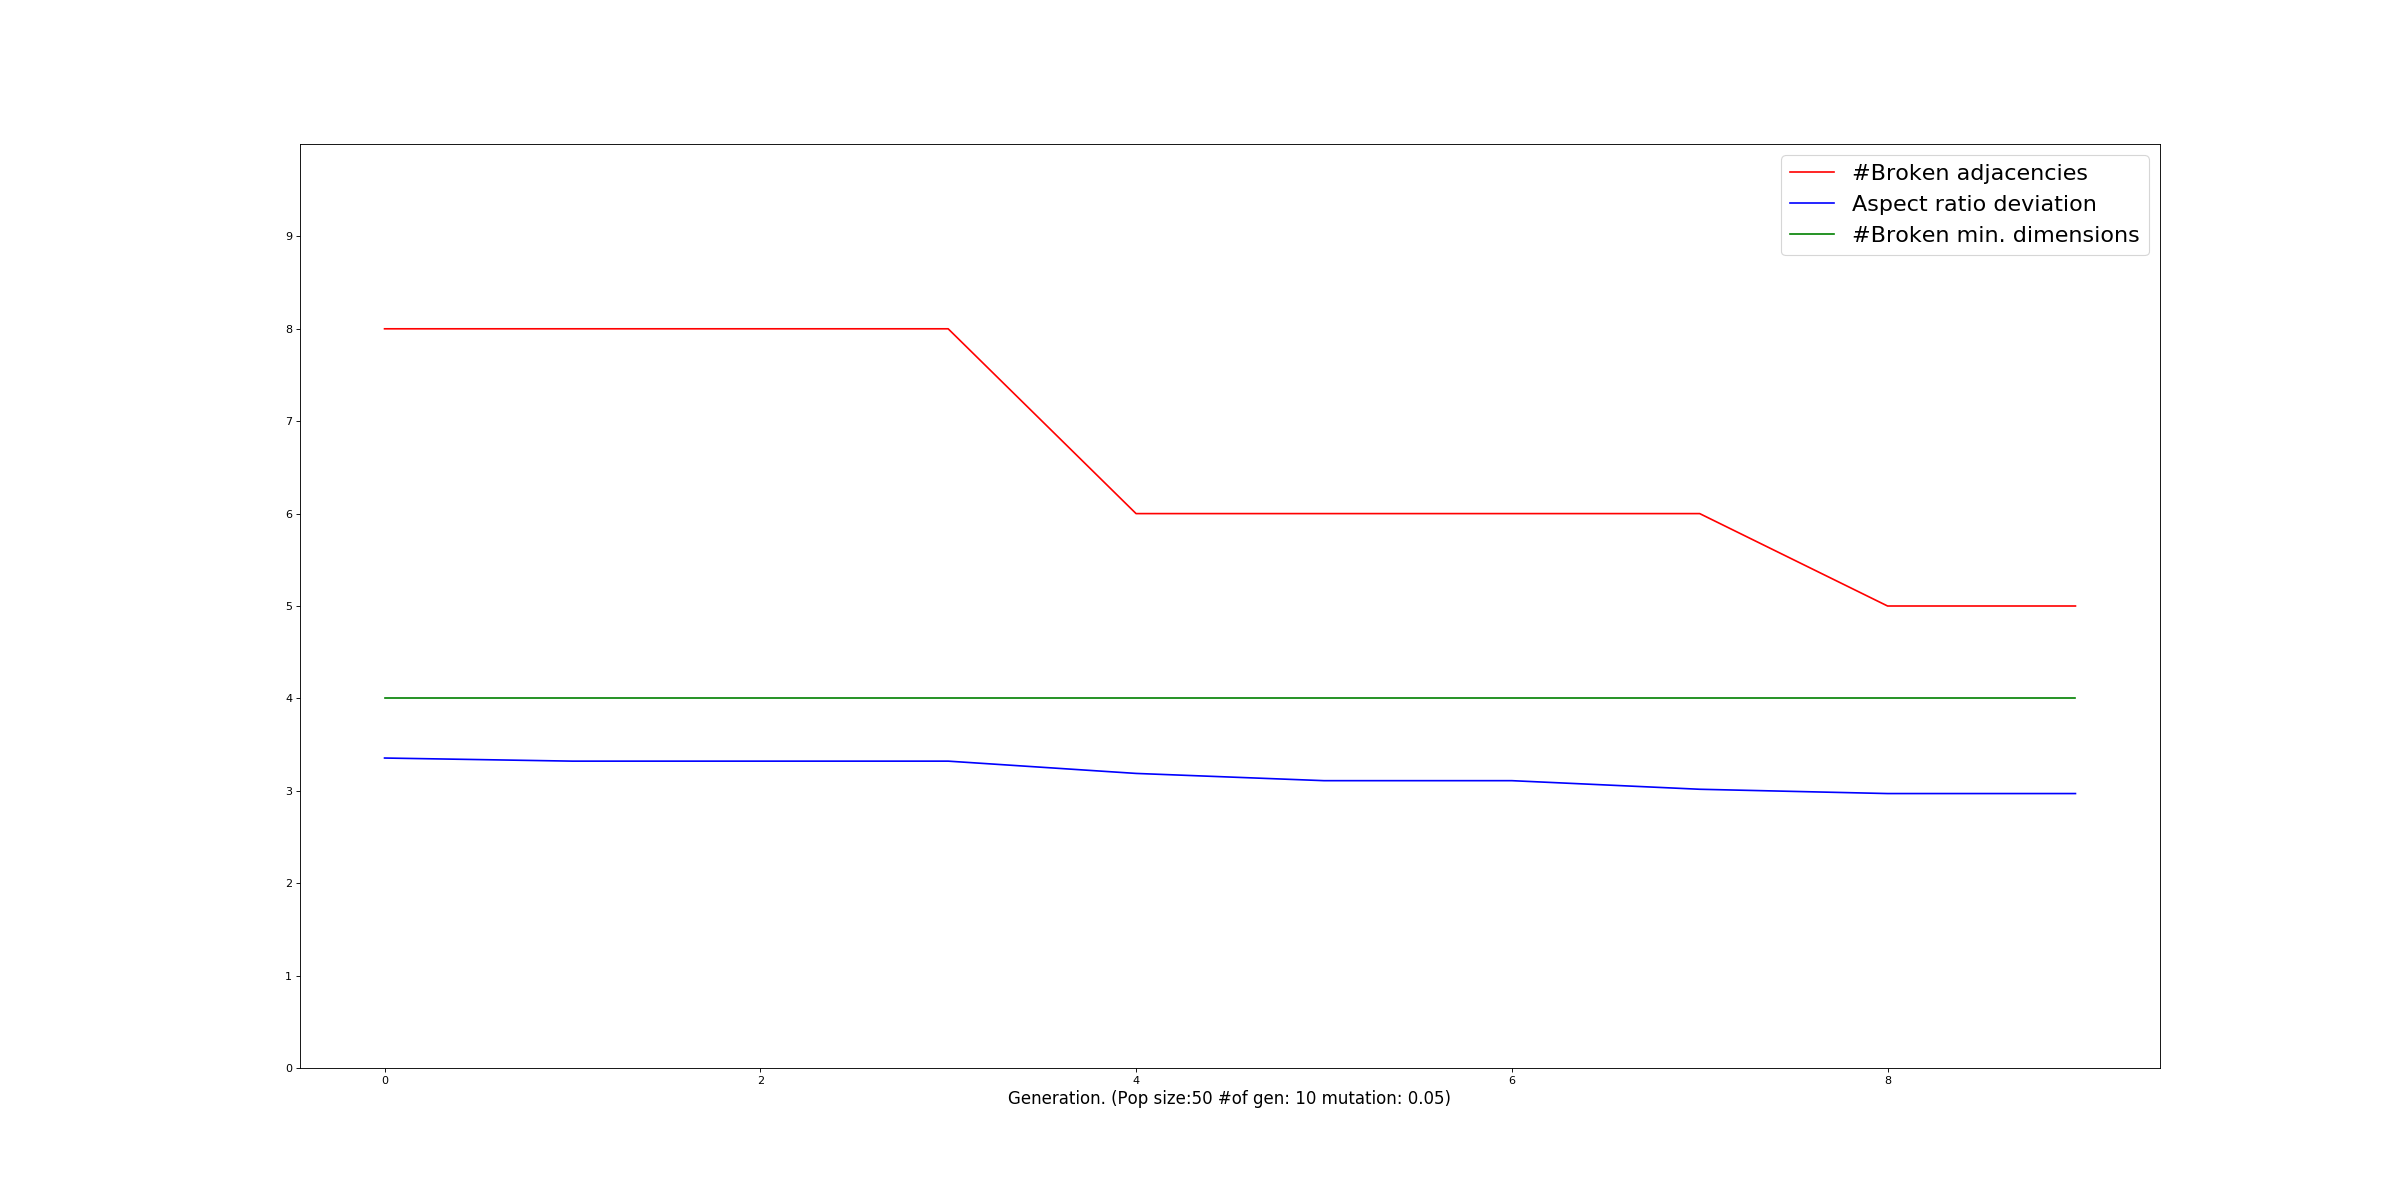 #Broken adjacencies
Aspect ratio deviation
#Broken min. dimensions
9
8
7
6
5
4
3
2
1
0
0 2 4 6 8
Generation. (Pop size:50 #of gen: 10 mutation: 0.05)